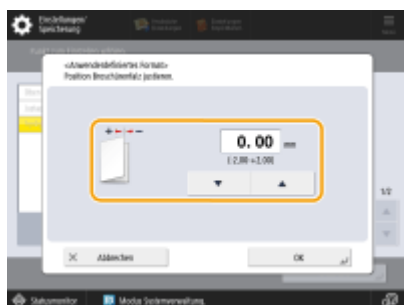 Einstellungen/
Speicherung
<Anwenderdefiniertes Format>
Position Broschürenfalz justieren.
+ -
0.00 mm
(-2,00~+2,00)
1/2
Abbrechen
OK
Statusmonitor
Modus Systemverwaltung.